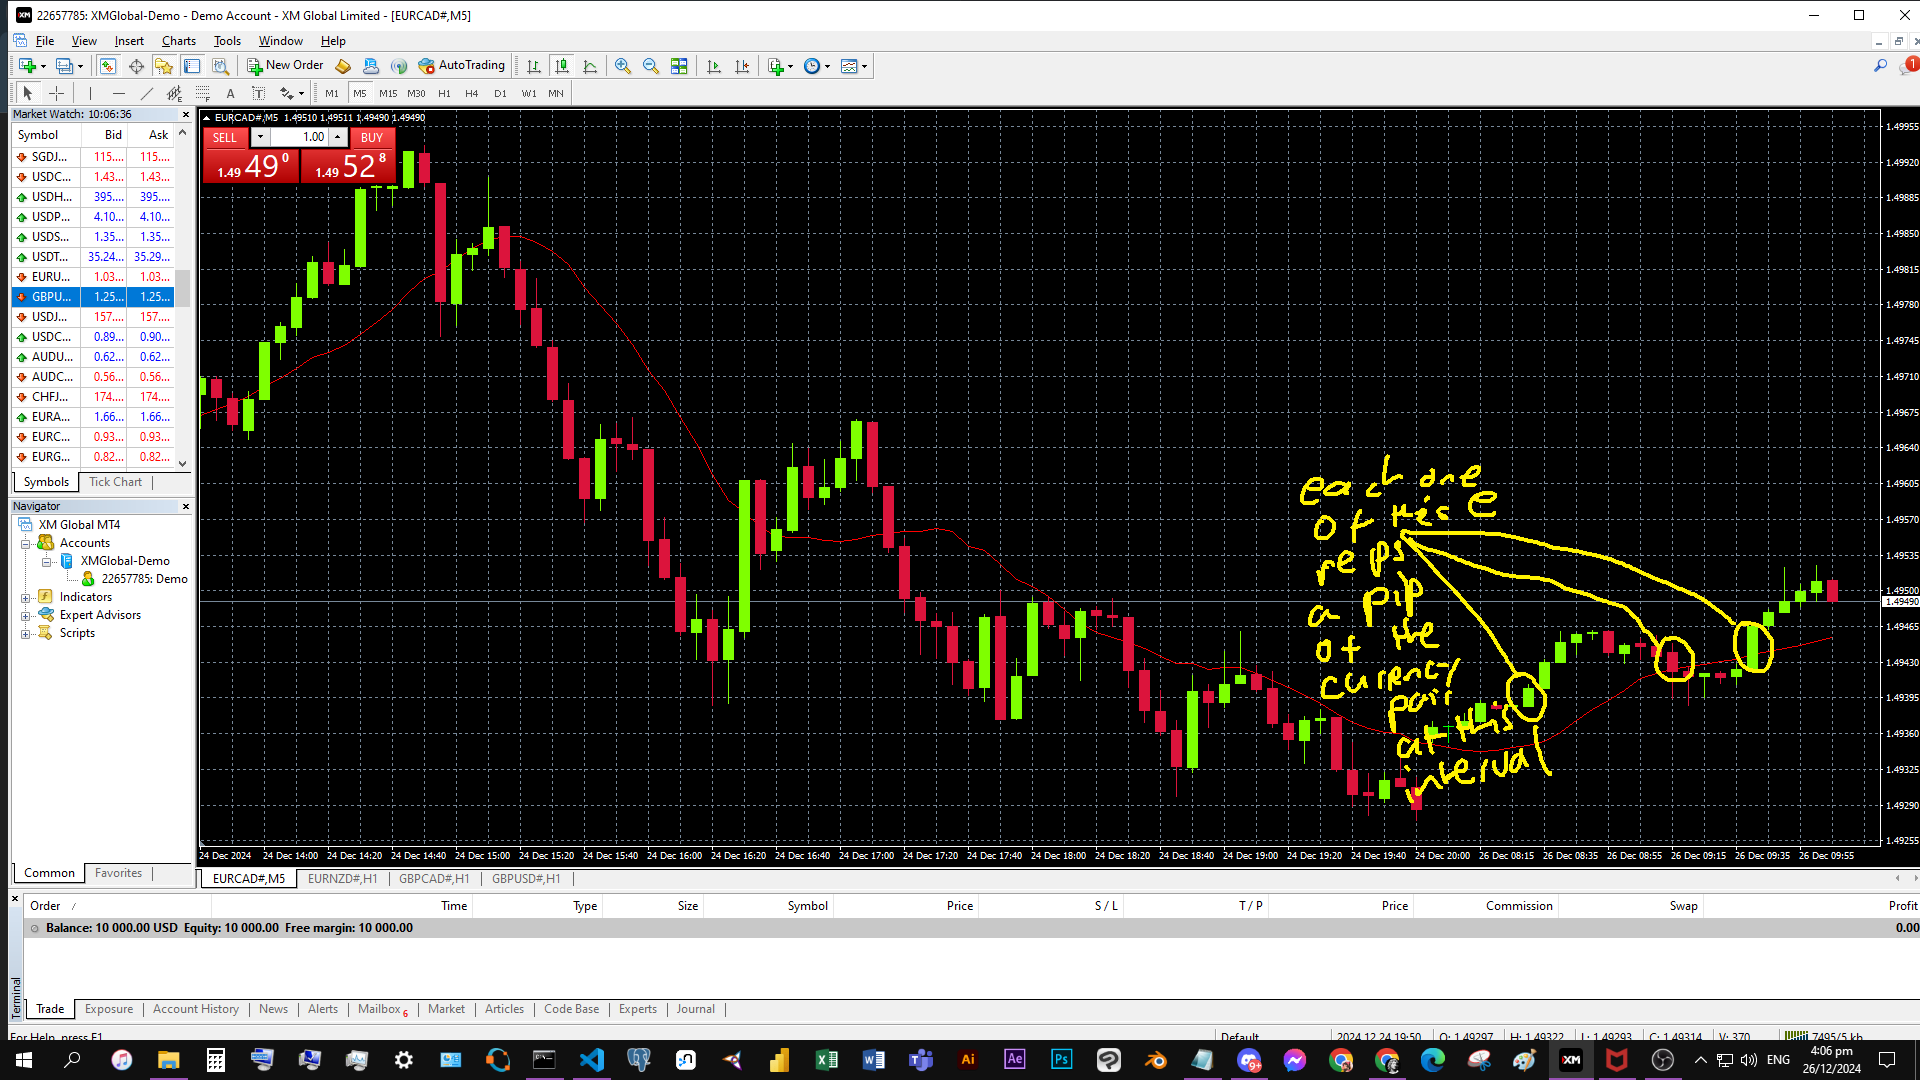 22657785: XMGlobal-Demo - Demo Account - XM Global Limited - [EURCAD#,M5]
File View Insert Charts Tools Window Help
New Order AutoTrading
A T M1 M5 M15 M30 H1 H4 D1 W1 MN
Market Watch: 10:06:36
Symbol Bid Ask
SGDJ... 115.... 115....
USDC... 1.43... 1.43...
USDH... 395.... 395....
USDP... 4.10... 4.10...
USDS... 1.35... 1.35...
USDT... 35.24... 35.29...
EURU... 1.03... 1.03...
GBPU... 1.25... 1.25...
USDJ... 157.... 157....
USDC... 0.89... 0.90...
AUDU... 0.62... 0.62...
AUDC... 0.56... 0.56...
CHFJ... 174.... 174....
EURA... 1.66... 1.66...
EURC... 0.93... 0.93...
EURG... 0.82... 0.82...
Symbols Tick Chart
Navigator
XM Global MT4
Accounts
XMGlobal-Demo
22657785: Demo
Indicators
Expert Advisors
Scripts
Common Favorites
EURCAD#,M5 1.49510 1.49511 1.49490 1.49490
SELL 1.00 BUY
1.49 49 0 1.49 52 8
each one
of this e
reps
a pip
of the
currency
pair
at this
interval
1.49955
1.49920
1.49885
1.49850
1.49815
1.49780
1.49745
1.49710
1.49675
1.49640
1.49605
1.49570
1.49535
1.49500
1.49490
1.49465
1.49430
1.49395
1.49360
1.49325
1.49290
1.49255
24 Dec 2024 24 Dec 14:00 24 Dec 14:20 24 Dec 14:40 24 Dec 15:00 24 Dec 15:20 24 Dec 15:40 24 Dec 16:00 24 Dec 16:20 24 Dec 16:40 24 Dec 17:00 24 Dec 17:20 24 Dec 17:40 24 Dec 18:00 24 Dec 18:20 24 Dec 18:40 24 Dec 19:00 24 Dec 19:20 24 Dec 19:40 24 Dec 20:00 26 Dec 08:15 26 Dec 08:35 26 Dec 08:55 26 Dec 09:15 26 Dec 09:35 26 Dec 09:55
EURCAD#,M5 EURNZD#,H1 GBPCAD#,H1 GBPUSD#,H1
Order / Time Type Size Symbol Price S / L T / P Price Commission Swap Profit
Balance: 10 000.00 USD Equity: 10 000.00 Free margin: 10 000.00 0.00
Terminal
Trade Exposure Account History News Alerts Mailbox 6 Market Articles Code Base Experts Journal
For Help, press F1 Default 2024.12.24 19:50 O: 1.49297 H: 1.49322 L: 1.49293 C: 1.49314 V: 370 7495/5 kb
ENG 4:06 pm
26/12/2024